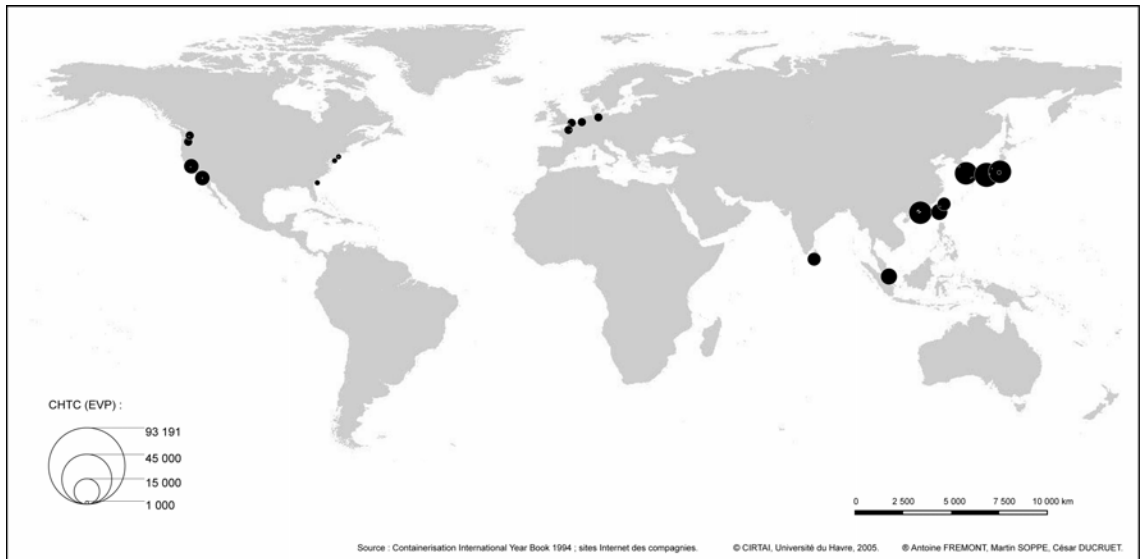 CHTC (EVP) :
93 191
45 000
15 000
1 000
0 2 500 5 000 7 500 10 000 km
Source : Containerisation International Year Book 1994 ; sites Internet des compagnies. © CIRTAI, Université du Havre, 2005. ® Antoine FREMONT, Martin SOPPE, César DUCRUET.